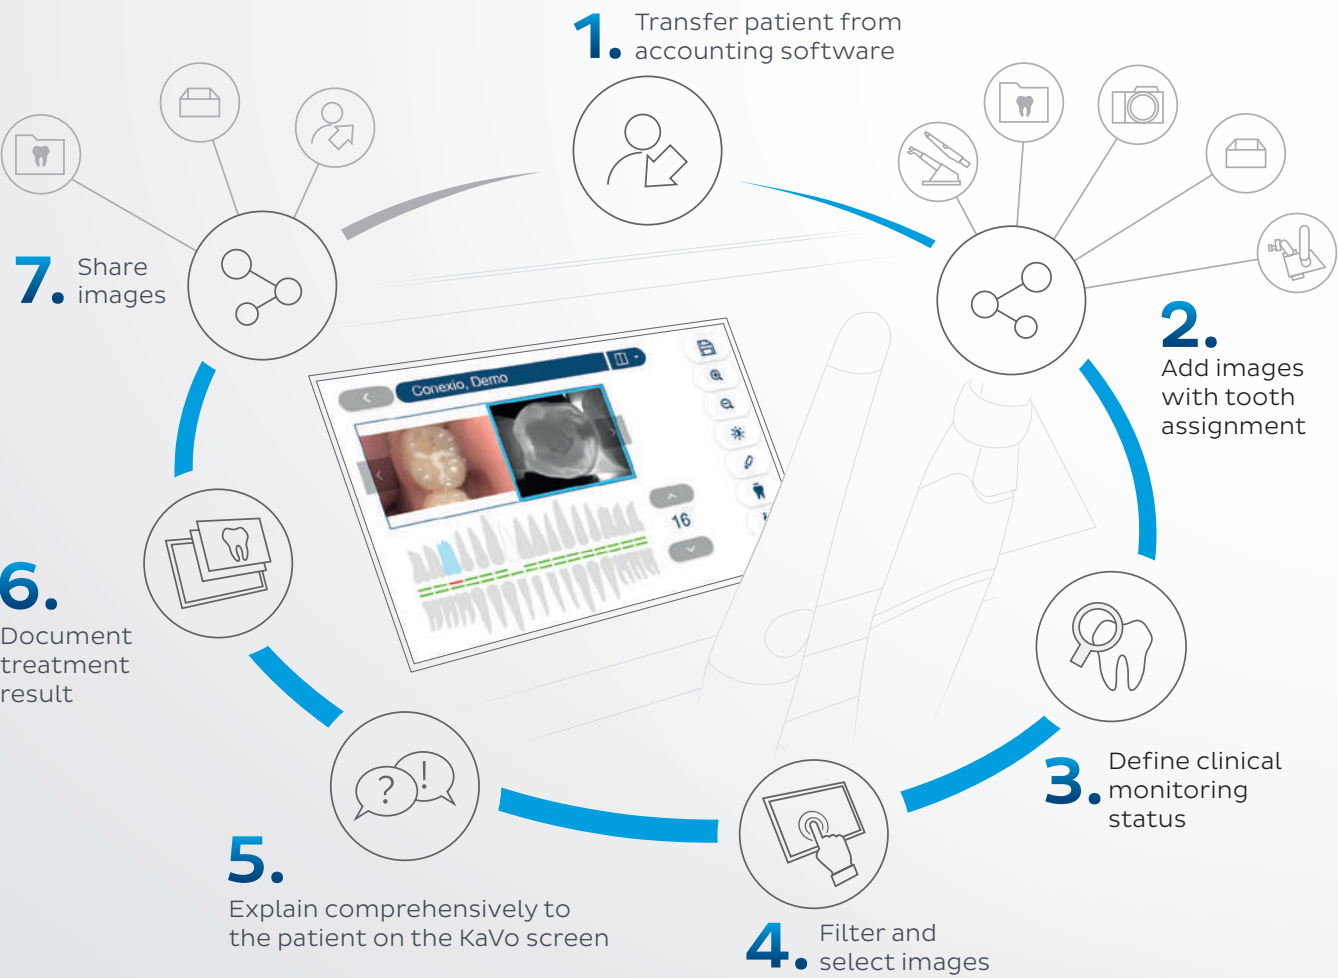 1. Transfer patient from
accounting software
2.
Add images
with tooth
assignment
3. Define clinical
monitoring
status
4. Filter and
select images
5.
Explain comprehensively to
the patient on the KaVo screen
6.
Document
treatment
result
7. Share
images
Conexio, Demo
16
?
!